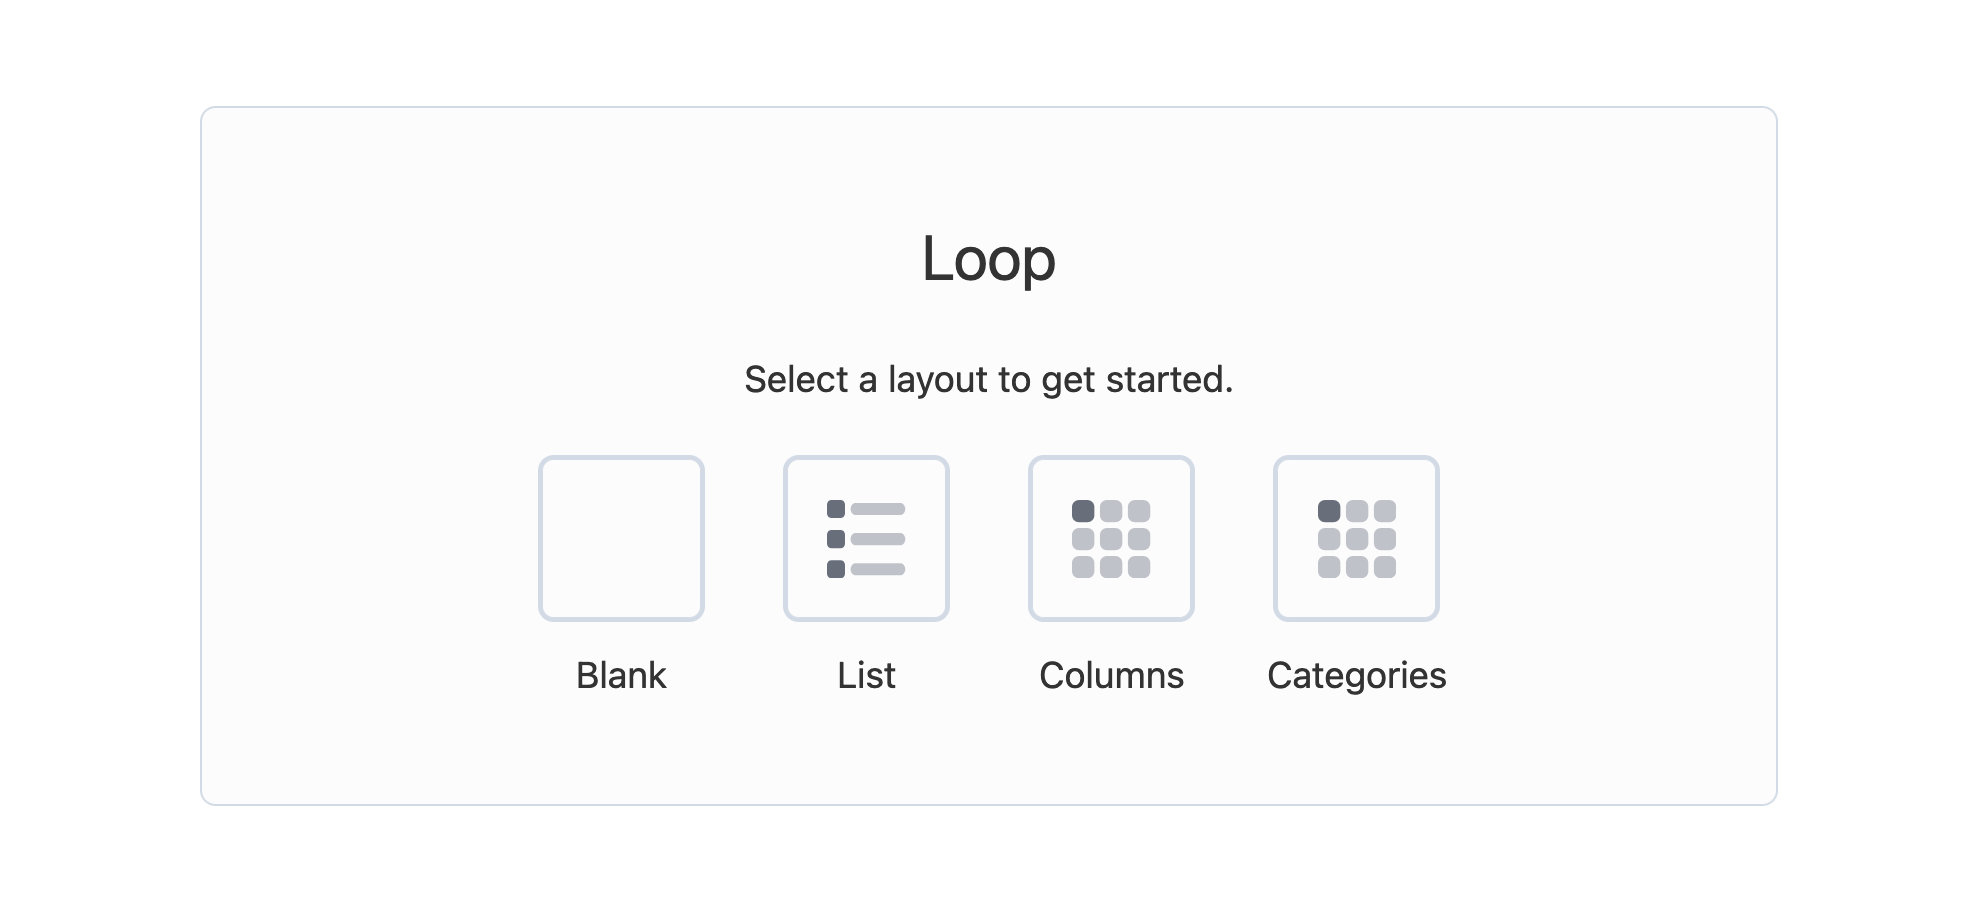 Loop
Select a layout to get started.
Blank
List
Columns
Categories